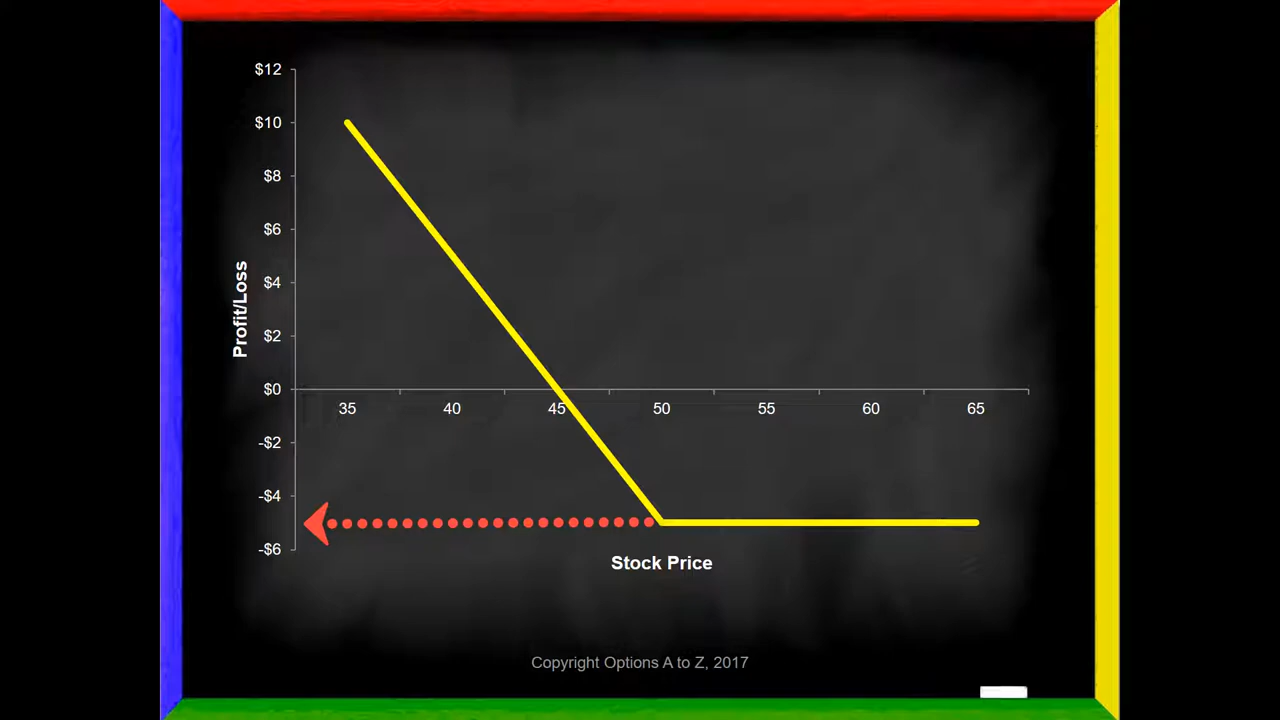 $12
$10
$8
$6
$4
$2
$0
-$2
-$4
-$6
Profit/Loss
35 40 45 50 55 60 65
Stock Price
Copyright Options A to Z, 2017